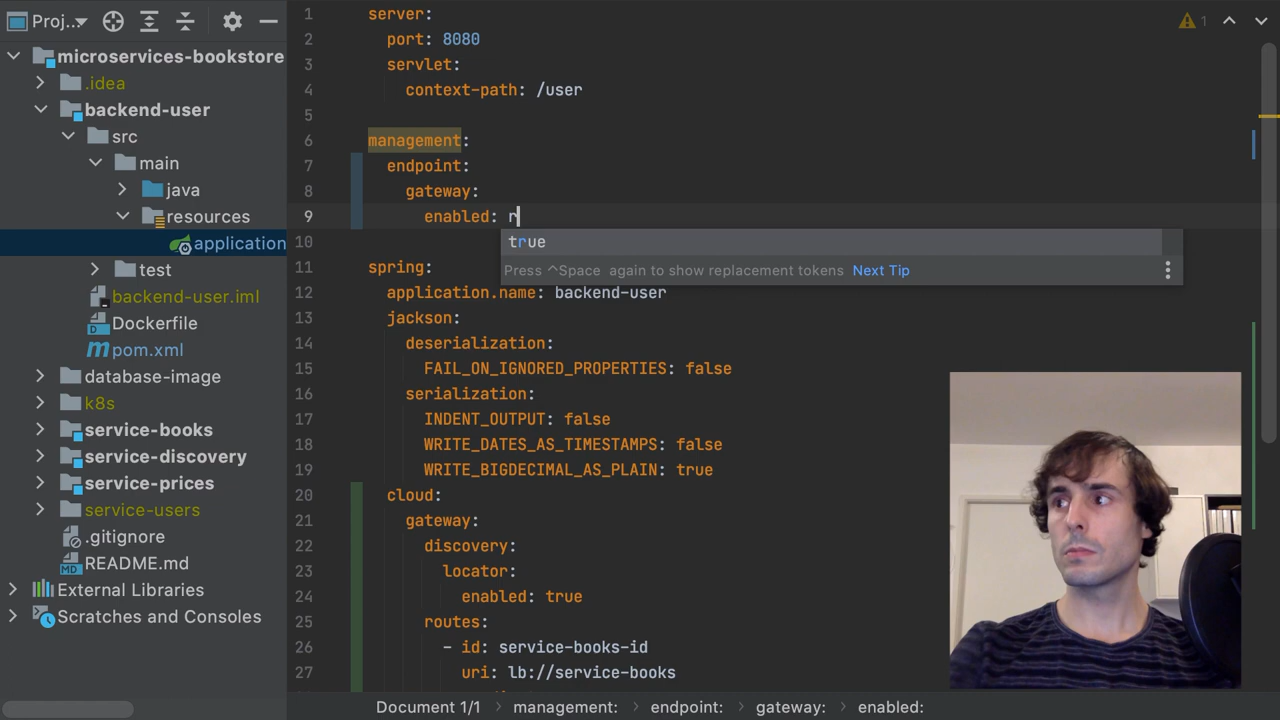 Proj...
microservices-bookstore
.idea
backend-user
src
main
java
resources
application
test
backend-user.iml
Dockerfile
pom.xml
database-image
k8s
service-books
service-discovery
service-prices
service-users
.gitignore
README.md
External Libraries
Scratches and Consoles
1 server:
2 port: 8080
3 servlet:
4 context-path: /user
5
6 management:
7 endpoint:
8 gateway:
9 enabled: r
10
true
Press ^Space again to show replacement tokens Next Tip
11 spring:
12 application.name: backend-user
13 jackson:
14 deserialization:
15 FAIL_ON_IGNORED_PROPERTIES: false
16 serialization:
17 INDENT_OUTPUT: false
18 WRITE_DATES_AS_TIMESTAMPS: false
19 WRITE_BIGDECIMAL_AS_PLAIN: true
20 cloud:
21 gateway:
22 discovery:
23 locator:
24 enabled: true
25 routes:
26 - id: service-books-id
27 uri: lb://service-books
1
Document 1/1 > management: > endpoint: > gateway: > enabled: